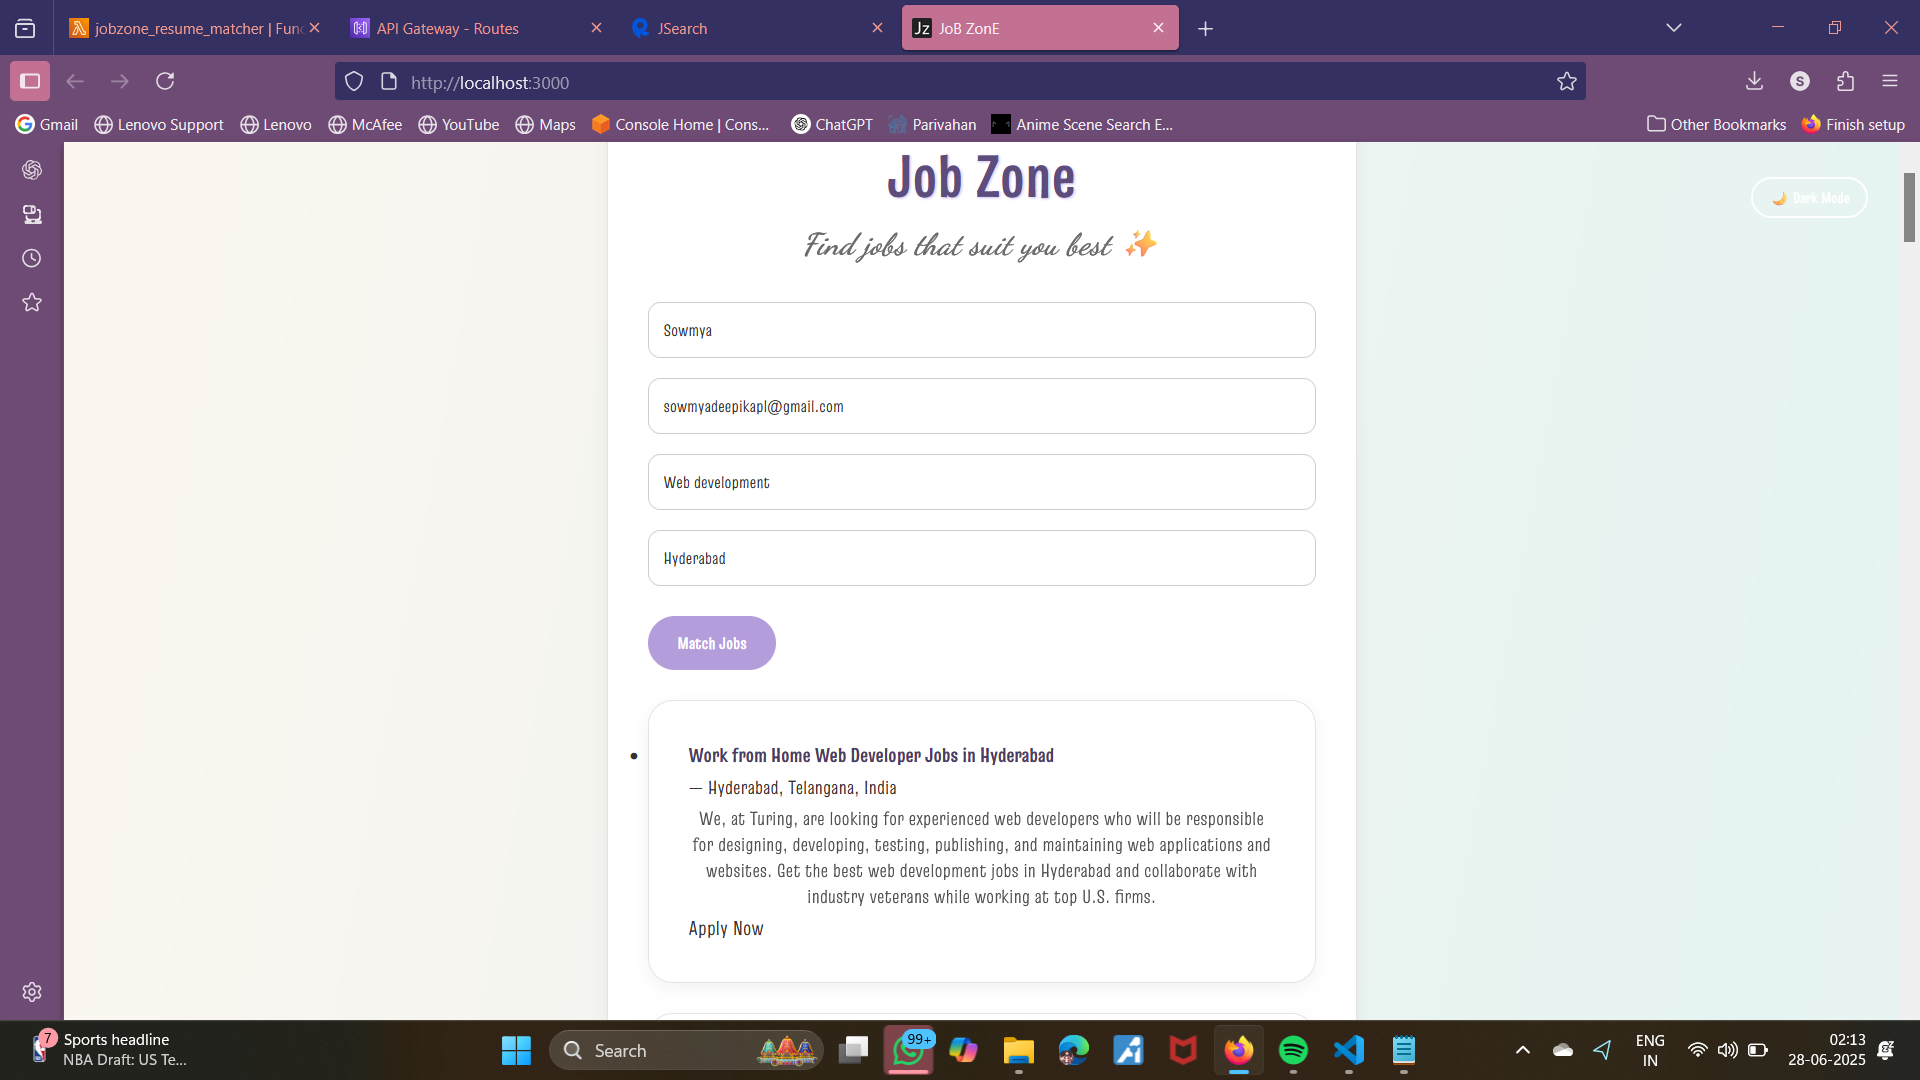 jobzone_resume_matcher | Func
API Gateway - Routes
JSearch
Jz JoB ZonE
http://localhost:3000
S
Gmail
Lenovo Support
Lenovo
McAfee
YouTube
Maps
Console Home | Cons...
ChatGPT
Parivahan
Anime Scene Search E...
Other Bookmarks
Finish setup
Job Zone
Dark Mode
Find jobs that suit you best
Sowmya
sowmyadeepikapl@gmail.com
Web development
Hyderabad
Match Jobs
Work from Home Web Developer Jobs in Hyderabad
— Hyderabad, Telangana, India
We, at Turing, are looking for experienced web developers who will be responsible
for designing, developing, testing, publishing, and maintaining web applications and
websites. Get the best web development jobs in Hyderabad and collaborate with
industry veterans while working at top U.S. firms.
Apply Now
7
Sports headline
NBA Draft: US Te...
Search
99+
ENG
IN
02:13
28-06-2025